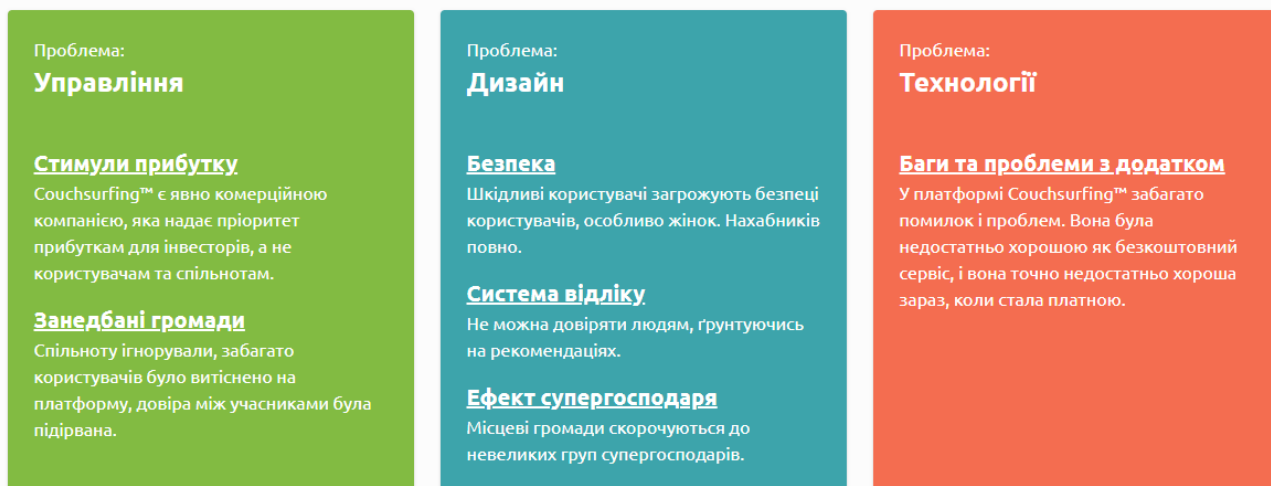 Проблема:
Управління
Стимули прибутку
Couchsurfing™ є явно комерційною
компанією, яка надає пріоритет
прибуткам для інвесторів, а не
користувачам та спільнотам.
Занедбані громади
Спільноту ігнорували, забагато
користувачів було витіснено на
платформу, довіра між учасниками була
підірвана.
Проблема:
Дизайн
Безпека
Шкідливі користувачі загрожують безпеці
користувачів, особливо жінок. Нахабників
повно.
Система відліку
Не можна довіряти людям, ґрунтуючись
на рекомендаціях.
Ефект супергосподаря
Місцеві громади скорочуються до
невеликих груп супергосподарів.
Проблема:
Технології
Баги та проблеми з додатком
У платформі Couchsurfing™ забагато
помилок і проблем. Вона була
недостатньо хорошою як безкоштовний
сервіс, і вона точно недостатньо хороша
зараз, коли стала платною.